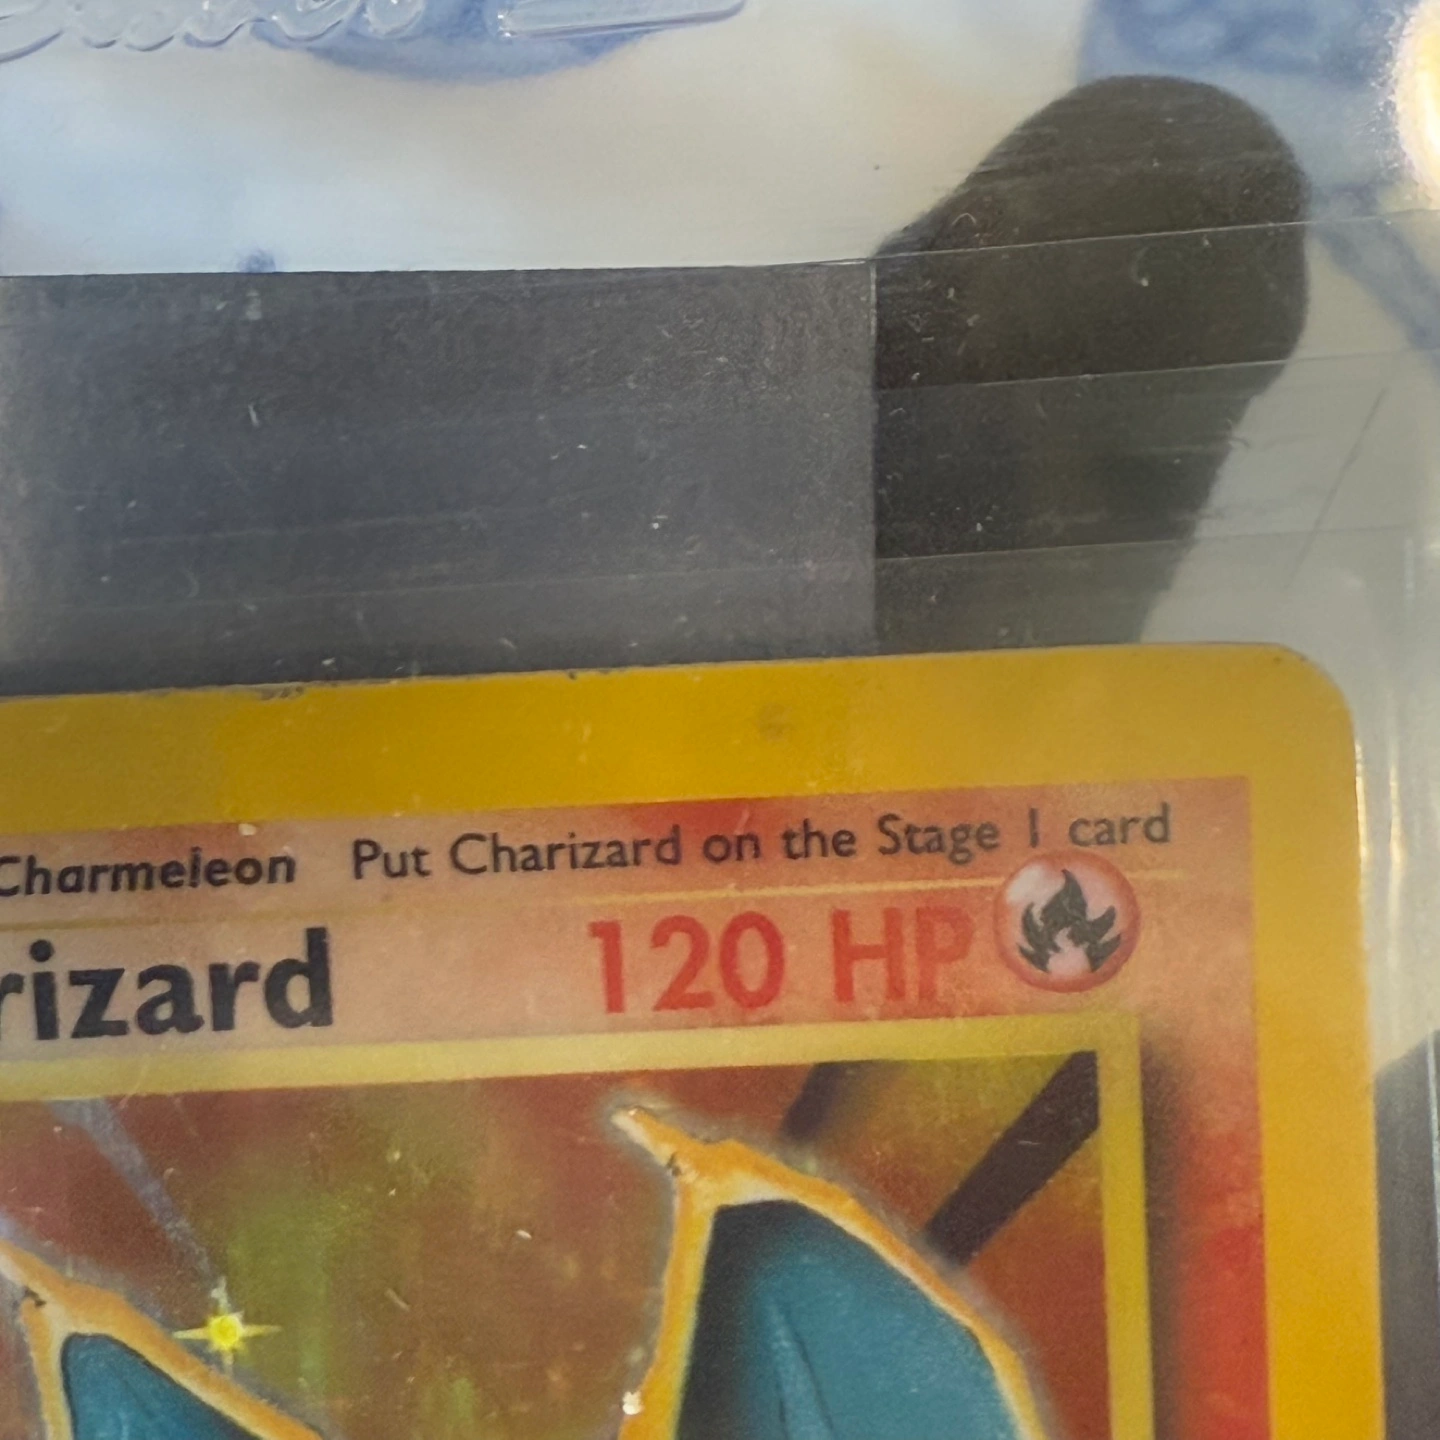 Charmeleon Put Charizard on the Stage 1 card
rizard 120 HP